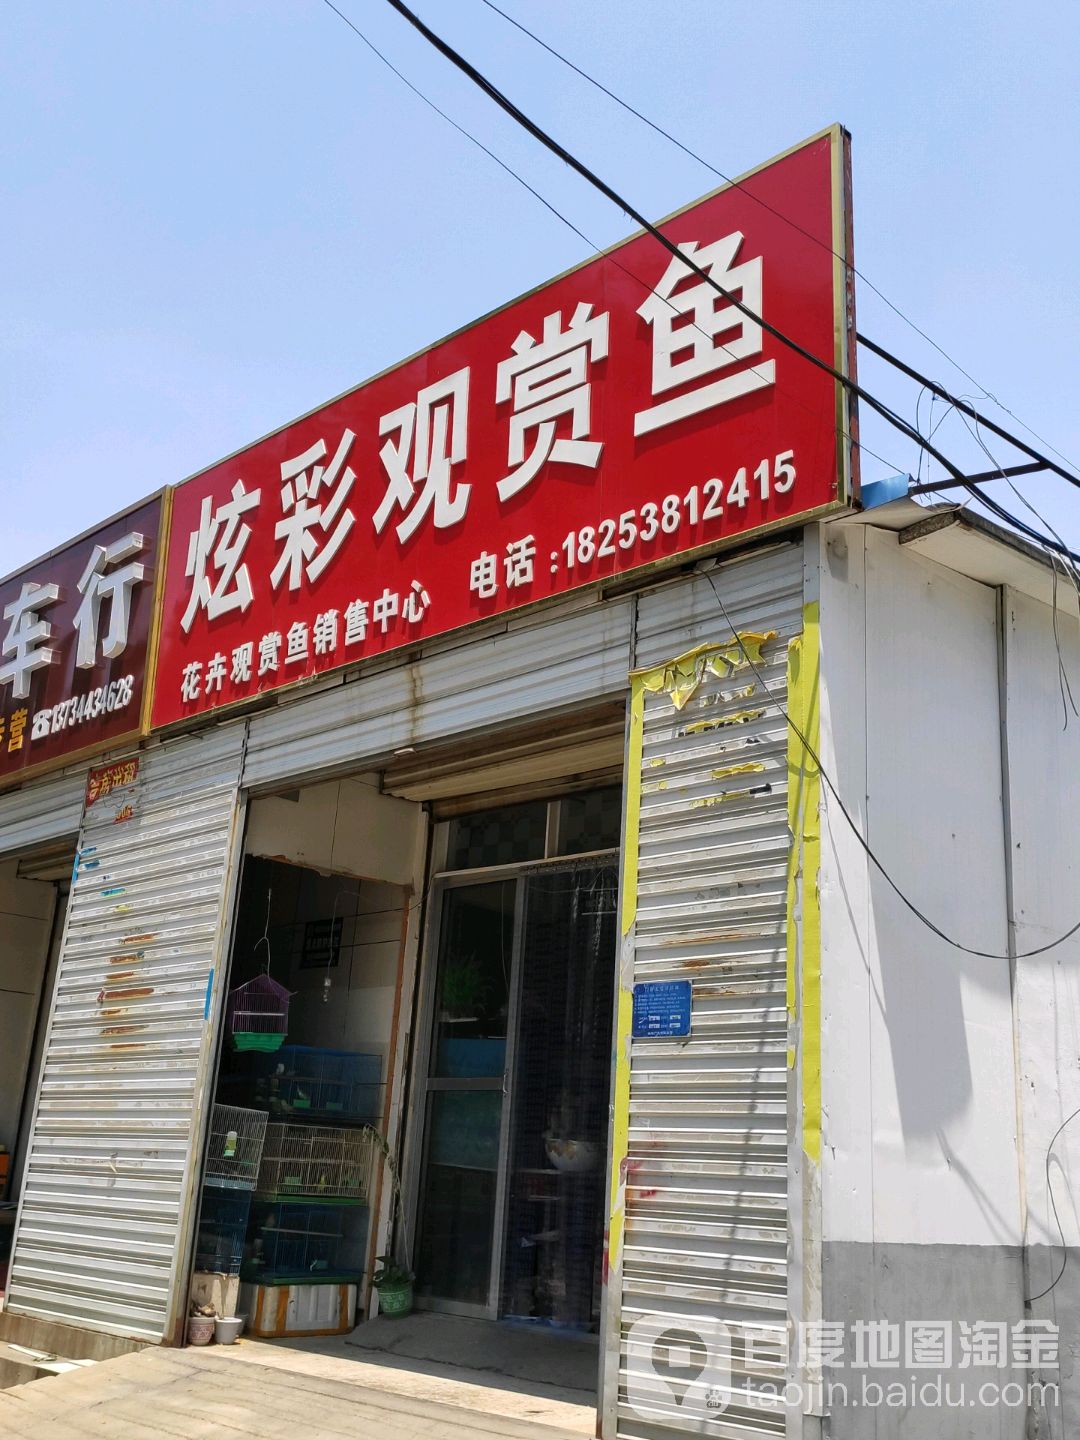 炫彩观赏鱼
花卉观赏鱼销售中心 电话:18253812415
车行
营 ☎13734434628
百度地图淘金
taojin.baidu.com